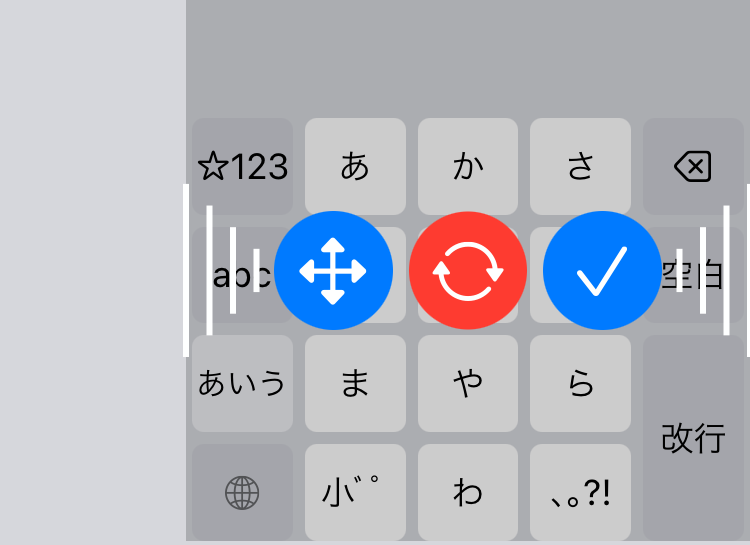 ☆123 あ か さ
abc 空白
あいう ま や ら
改行
小゛゜ わ 、。?!